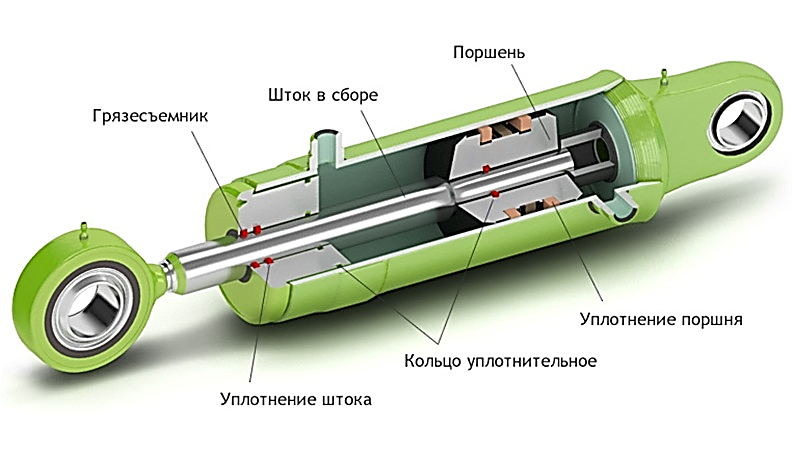 Поршень
Шток в сборе
Грязесъемник
Уплотнение поршня
Кольцо уплотнительное
Уплотнение штока